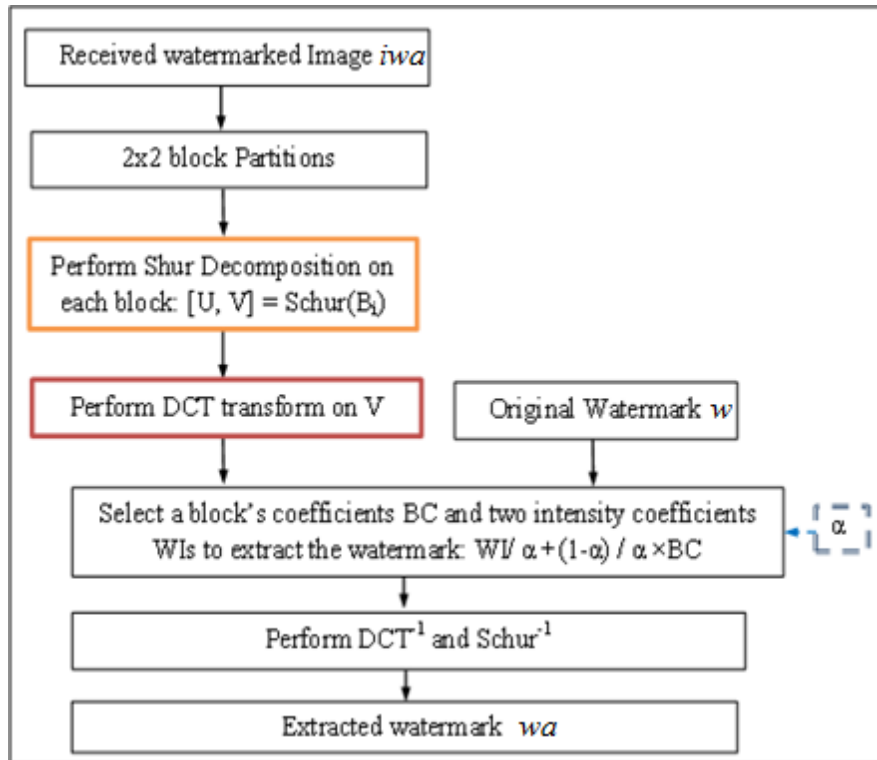 Received watermarked Image iwa
2x2 block Partitions
Perform Shur Decomposition on
each block: [U, V] = Schur(Bᵢ)
Perform DCT transform on V
Original Watermark w
Select a block's coefficients BC and two intensity coefficients
WIs to extract the watermark: WI/ α+(1-α) / α ×BC
α
Perform DCT⁻¹ and Schur⁻¹
Extracted watermark wa